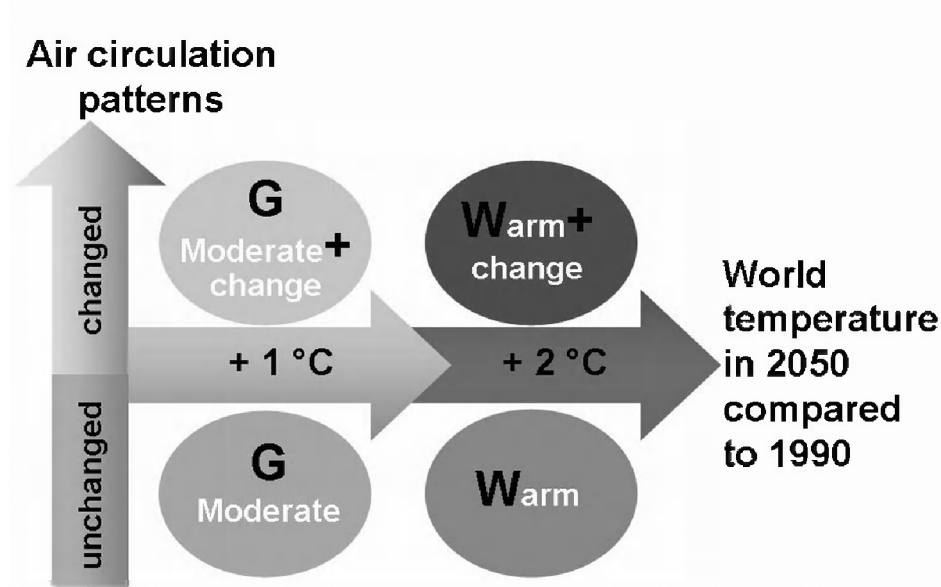 Air circulation
patterns
changed
unchanged
G
Moderate+
change
Warm+
change
+ 1 °C
+ 2 °C
G
Moderate
Warm
World
temperature
in 2050
compared
to 1990